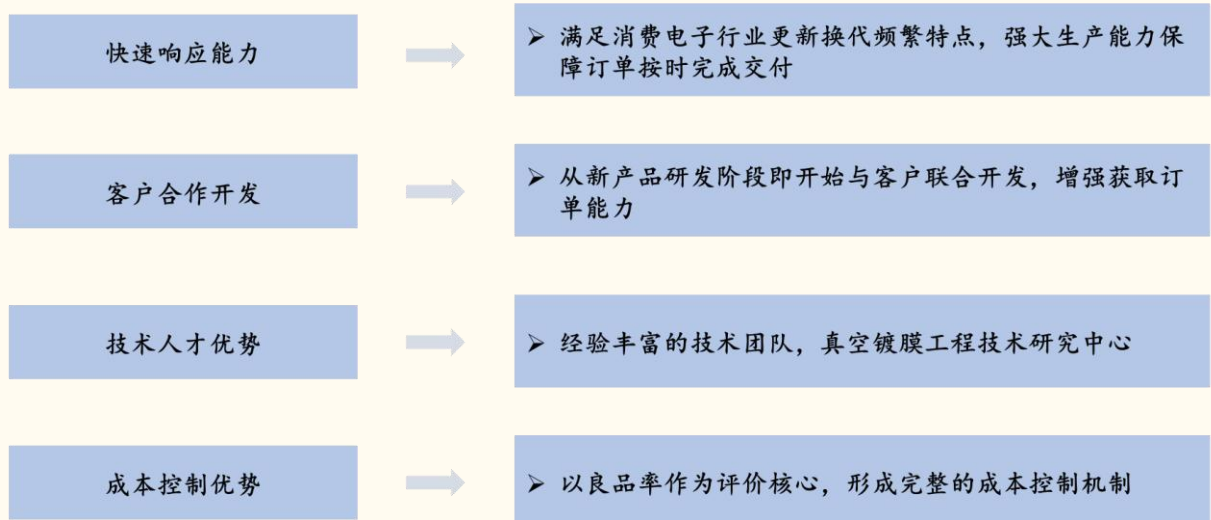 快速响应能力
➢ 满足消费电子行业更新换代频繁特点，强大生产能力保
障订单按时完成交付
客户合作开发
➢ 从新产品研发阶段即开始与客户联合开发，增强获取订
单能力
技术人才优势
➢ 经验丰富的技术团队，真空镀膜工程技术研究中心
成本控制优势
➢ 以良品率作为评价核心，形成完整的成本控制机制